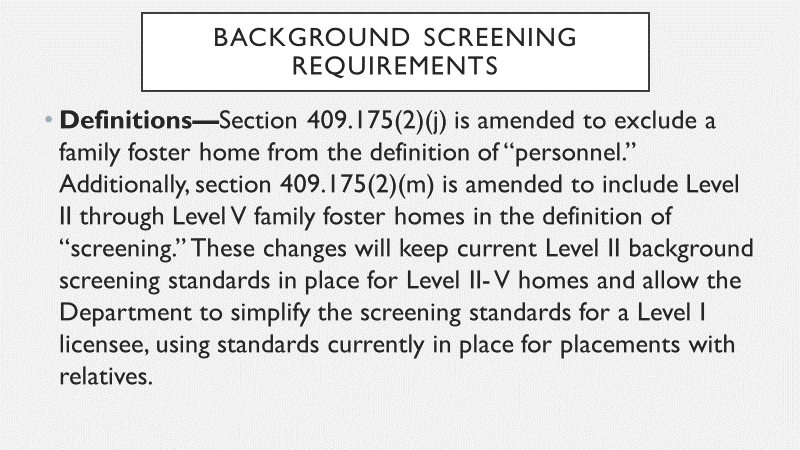 BACKGROUND SCREENING
REQUIREMENTS
• Definitions—Section 409.175(2)(j) is amended to exclude a
family foster home from the definition of “personnel.”
Additionally, section 409.175(2)(m) is amended to include Level
II through Level V family foster homes in the definition of
“screening.” These changes will keep current Level II background
screening standards in place for Level II- V homes and allow the
Department to simplify the screening standards for a Level I
licensee, using standards currently in place for placements with
relatives.